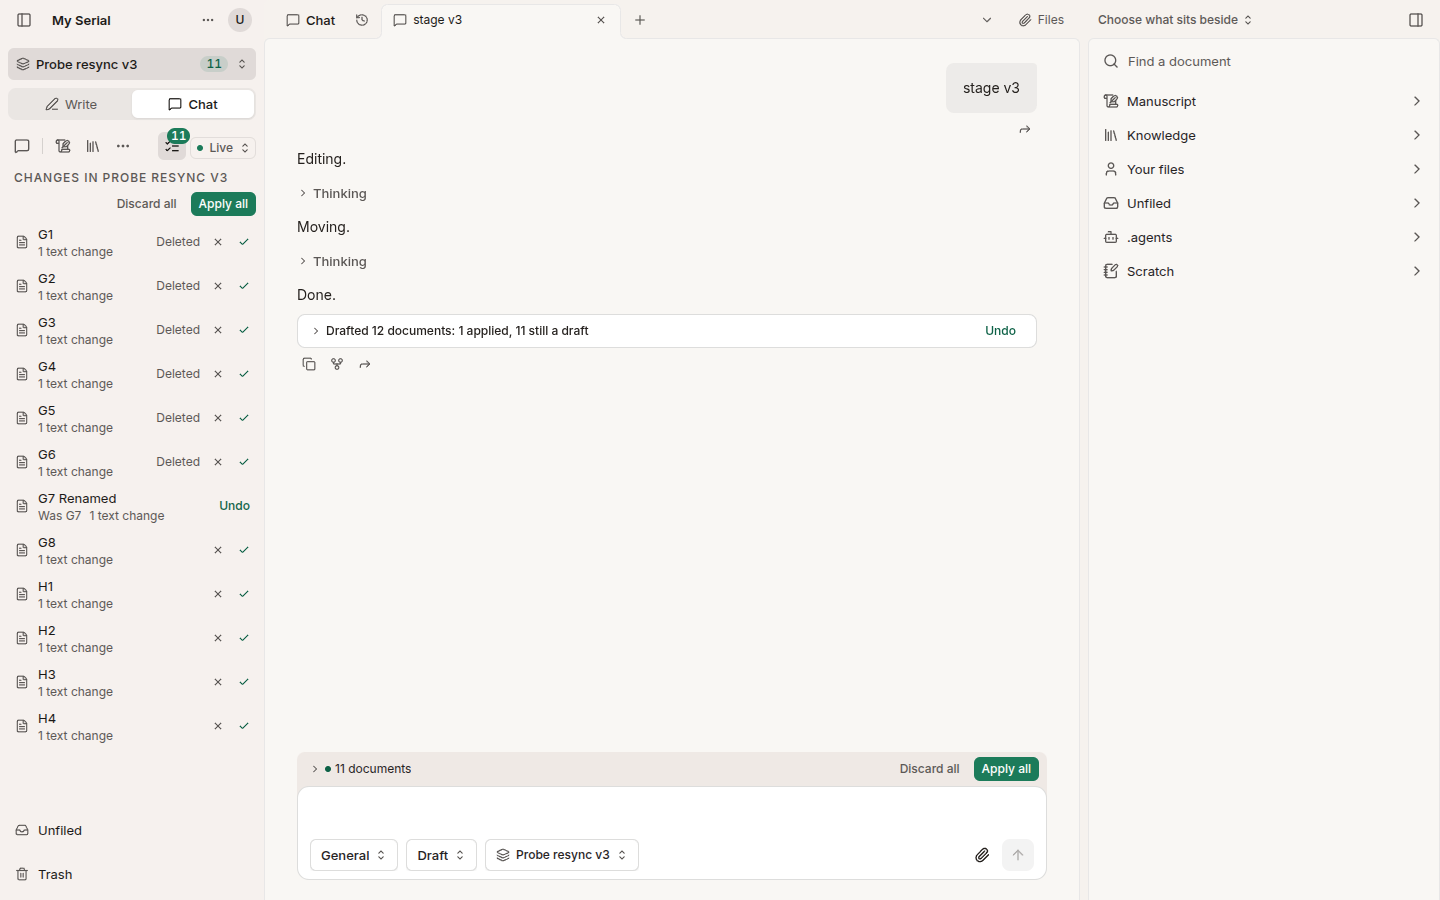 My Serial
U
Probe resync v3
11
Write
Chat
11
Live
CHANGES IN PROBE RESYNC V3
Discard all
Apply all
G1
1 text change
Deleted
G2
1 text change
Deleted
G3
1 text change
Deleted
G4
1 text change
Deleted
G5
1 text change
Deleted
G6
1 text change
Deleted
G7 Renamed
Was G7 1 text change
Undo
G8
1 text change
H1
1 text change
H2
1 text change
H3
1 text change
H4
1 text change
Unfiled
Trash
Chat
stage v3
Files
stage v3
Editing.
Thinking
Moving.
Thinking
Done.
Drafted 12 documents: 1 applied, 11 still a draft
Undo
11 documents
Discard all
Apply all
General
Draft
Probe resync v3
Choose what sits beside
Find a document
Manuscript
Knowledge
Your files
Unfiled
.agents
Scratch